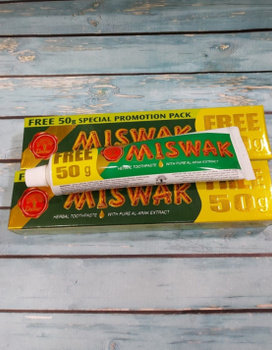 FREE 50g SPECIAL PROMOTION PACK
FREE
MISWAK
FREE
50g
MISWAK
HERBAL TOOTHPASTE WITH PURE AL-ARAK EXTRACT
MISWAK
FREE
50g
HERBAL TOOTHPASTE WITH PURE AL-ARAK EXTRACT